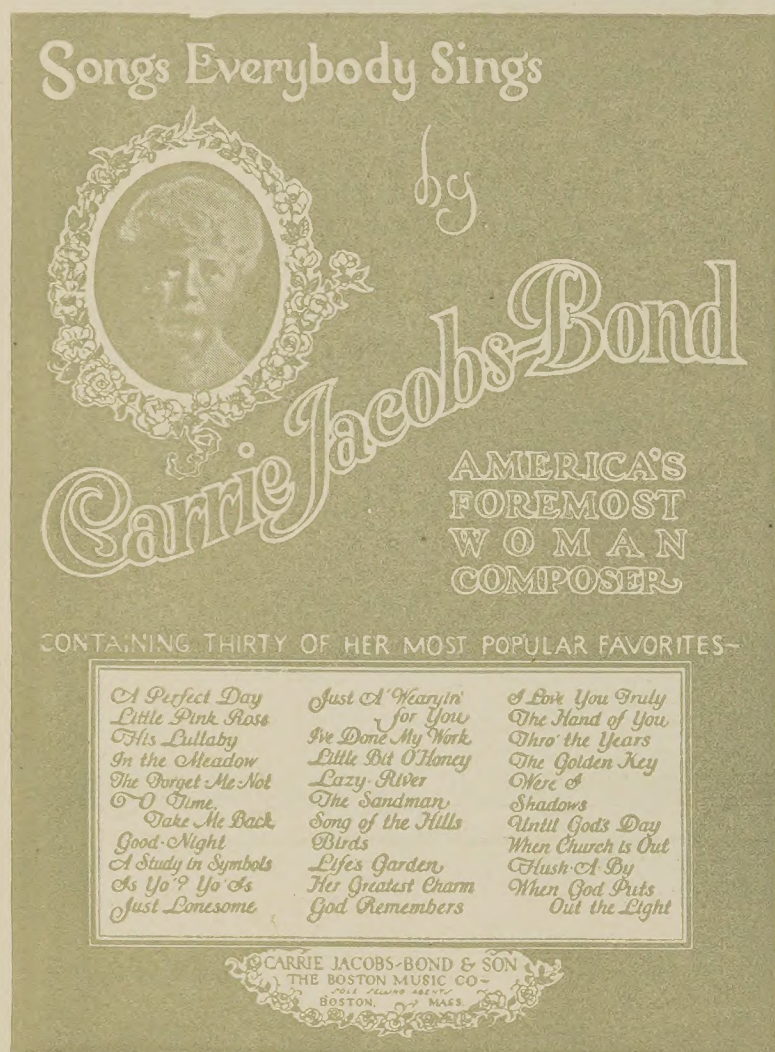 Songs Everybody Sings
by
Carrie Jacobs-Bond
AMERICA'S
FOREMOST
WOMAN
COMPOSER
CONTAINING THIRTY OF HER MOST POPULAR FAVORITES-
A Perfect Day
Little Pink Rose
His Lullaby
In the Meadow
The Forget-Me-Not
O Time,
Take Me Back
Good-Night
A Study in Symbols
Is Yo'? Yo' Is
Just Lonesome
Just A' Wearyin'
for You
I've Done My Work
Little Bit O'Honey
Lazy River
The Sandman
Song of the Hills
Birds
Life's Garden
Her Greatest Charm
God Remembers
I Love You Truly
The Hand of You
Thro' the Years
The Golden Key
Were I
Shadows
Until God's Day
When Church is Out
Hush-A-By
When God Puts
Out the Light
CARRIE JACOBS-BOND & SON
THE BOSTON MUSIC CO-
SOLE SELLING AGENTS
BOSTON, MASS.